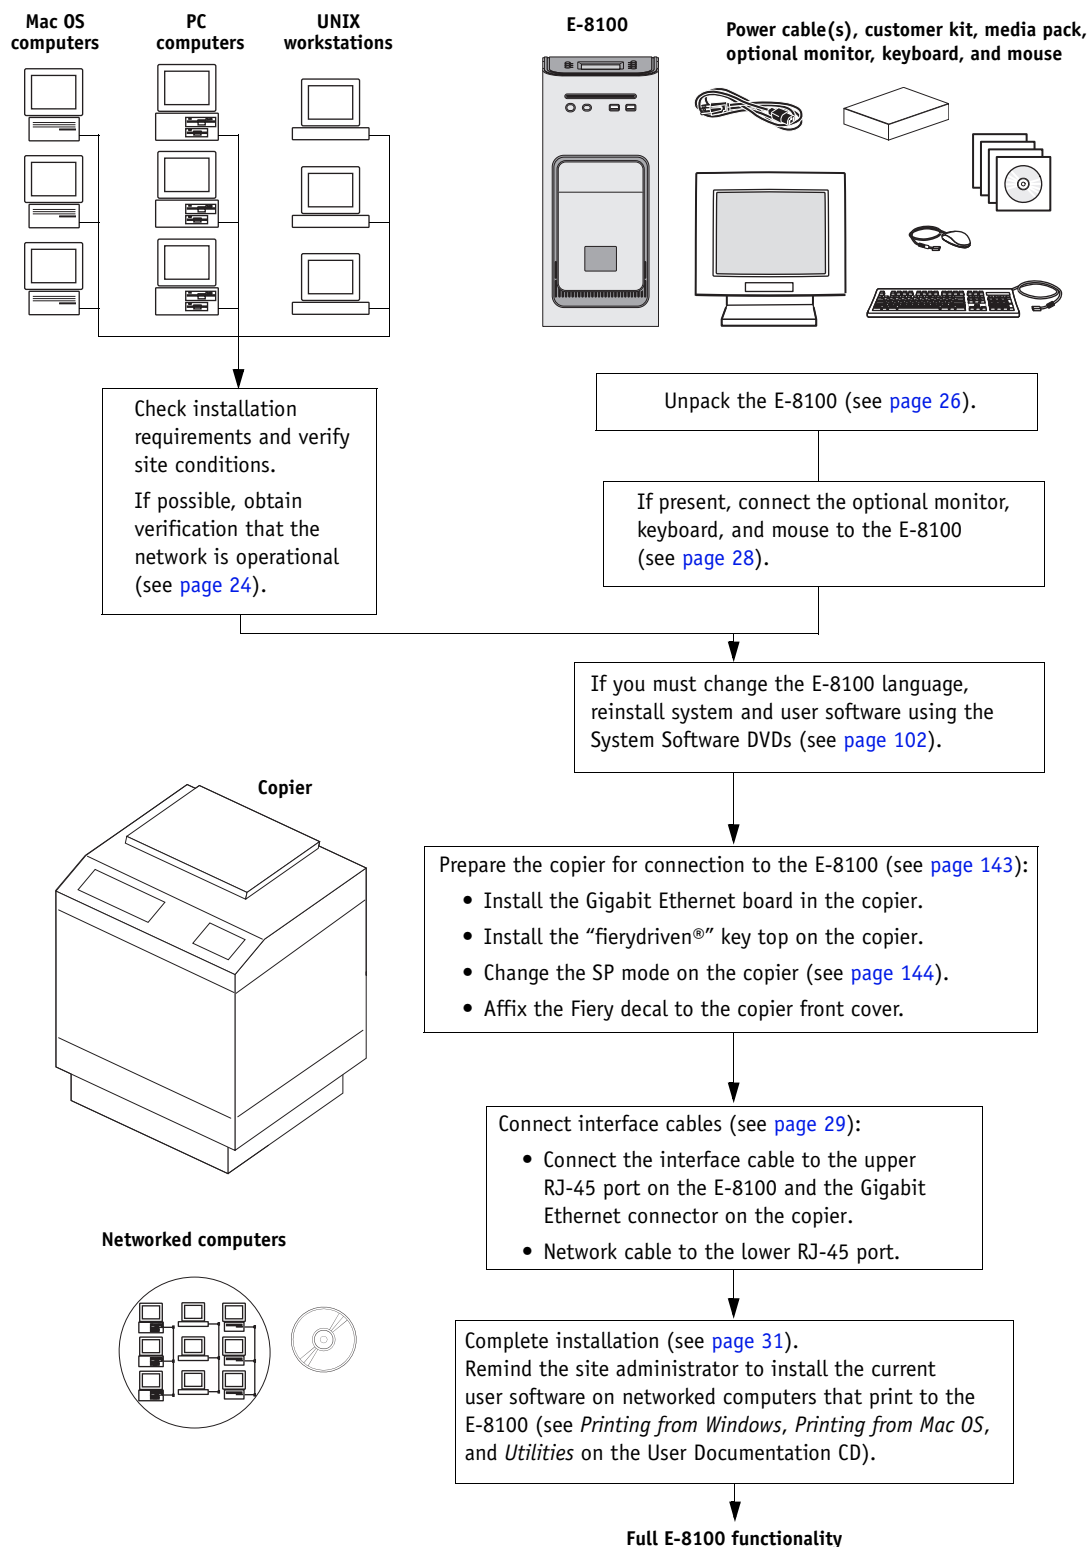 Mac OS
computers
PC
computers
UNIX
workstations
E-8100
Power cable(s), customer kit, media pack,
optional monitor, keyboard, and mouse
Check installation
requirements and verify
site conditions.
If possible, obtain
verification that the
network is operational
(see page 24).
Unpack the E-8100 (see page 26).
If present, connect the optional monitor,
keyboard, and mouse to the E-8100
(see page 28).
If you must change the E-8100 language,
reinstall system and user software using the
System Software DVDs (see page 102).
Copier
Prepare the copier for connection to the E-8100 (see page 143):
• Install the Gigabit Ethernet board in the copier.
• Install the “fierydriven®” key top on the copier.
• Change the SP mode on the copier (see page 144).
• Affix the Fiery decal to the copier front cover.
Connect interface cables (see page 29):
• Connect the interface cable to the upper
RJ-45 port on the E-8100 and the Gigabit
Ethernet connector on the copier.
• Network cable to the lower RJ-45 port.
Networked computers
Complete installation (see page 31).
Remind the site administrator to install the current
user software on networked computers that print to the
E-8100 (see Printing from Windows, Printing from Mac OS,
and Utilities on the User Documentation CD).
Full E-8100 functionality